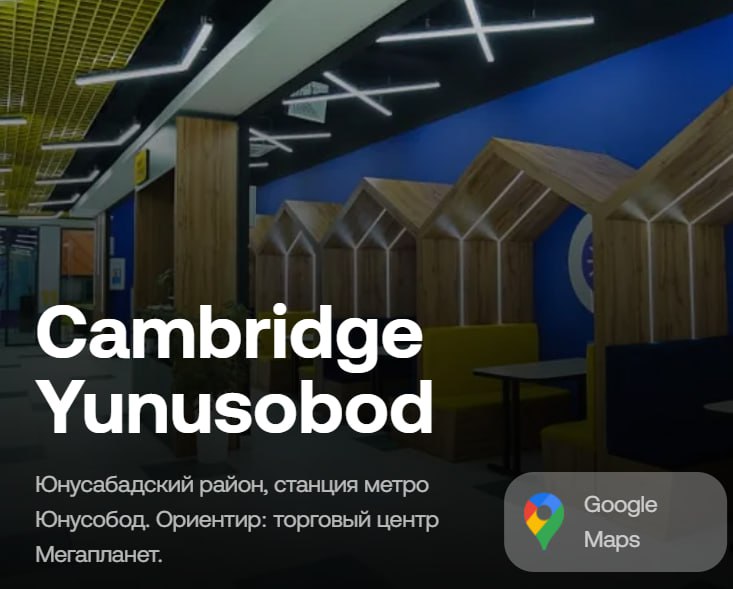 Cambridge
Yunusobod
Юнусабадский район, станция метро
Юнусобод. Ориентир: торговый центр
Мегапланет.
Google
Maps